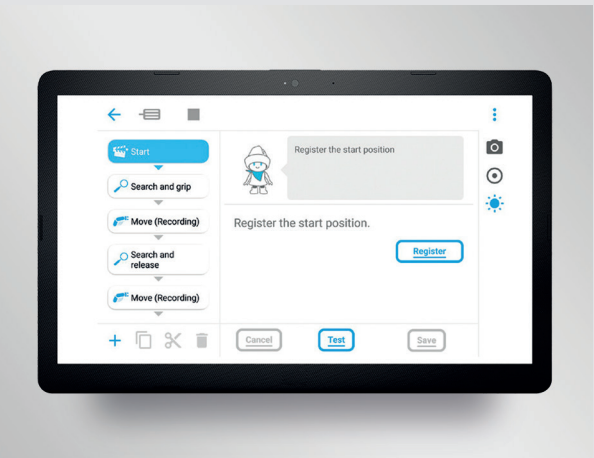 Start
Search and grip
Move (Recording)
Search and
release
Move (Recording)
Register the start position
Register the start position.
Register
Cancel
Test
Save